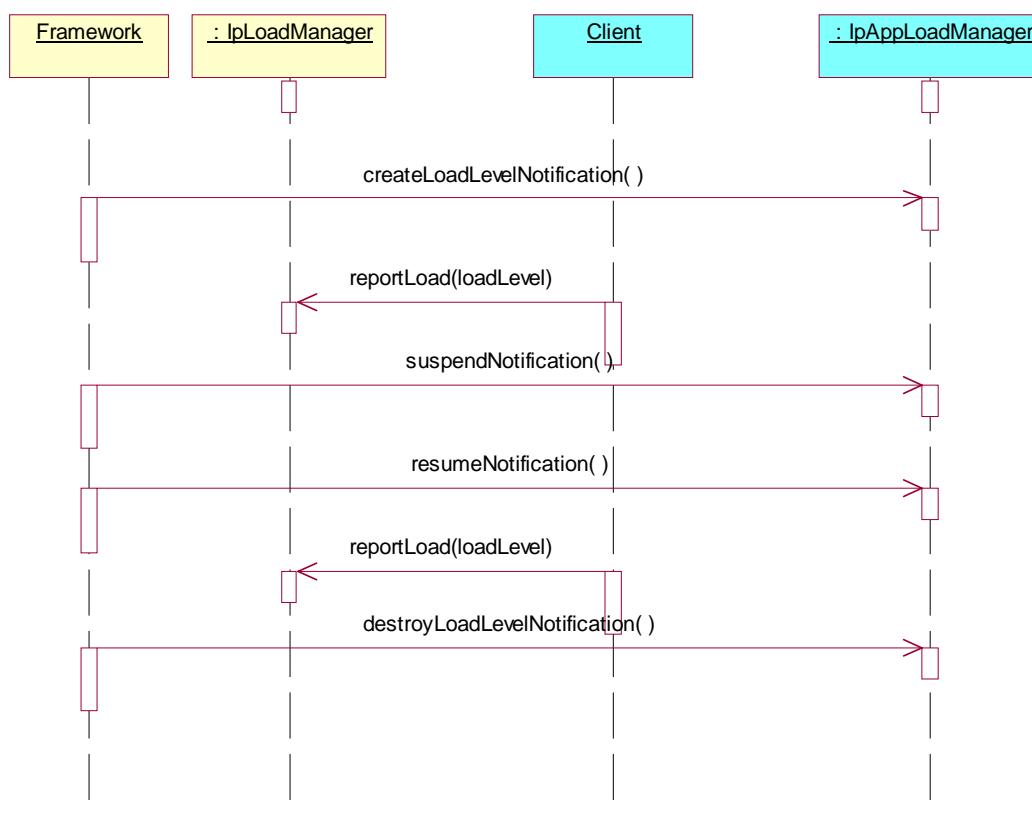 Framework
: IpLoadManager
Client
: IpAppLoadManager
createLoadLevelNotification( )
reportLoad(loadLevel)
suspendNotification( )
resumeNotification( )
reportLoad(loadLevel)
destroyLoadLevelNotification( )